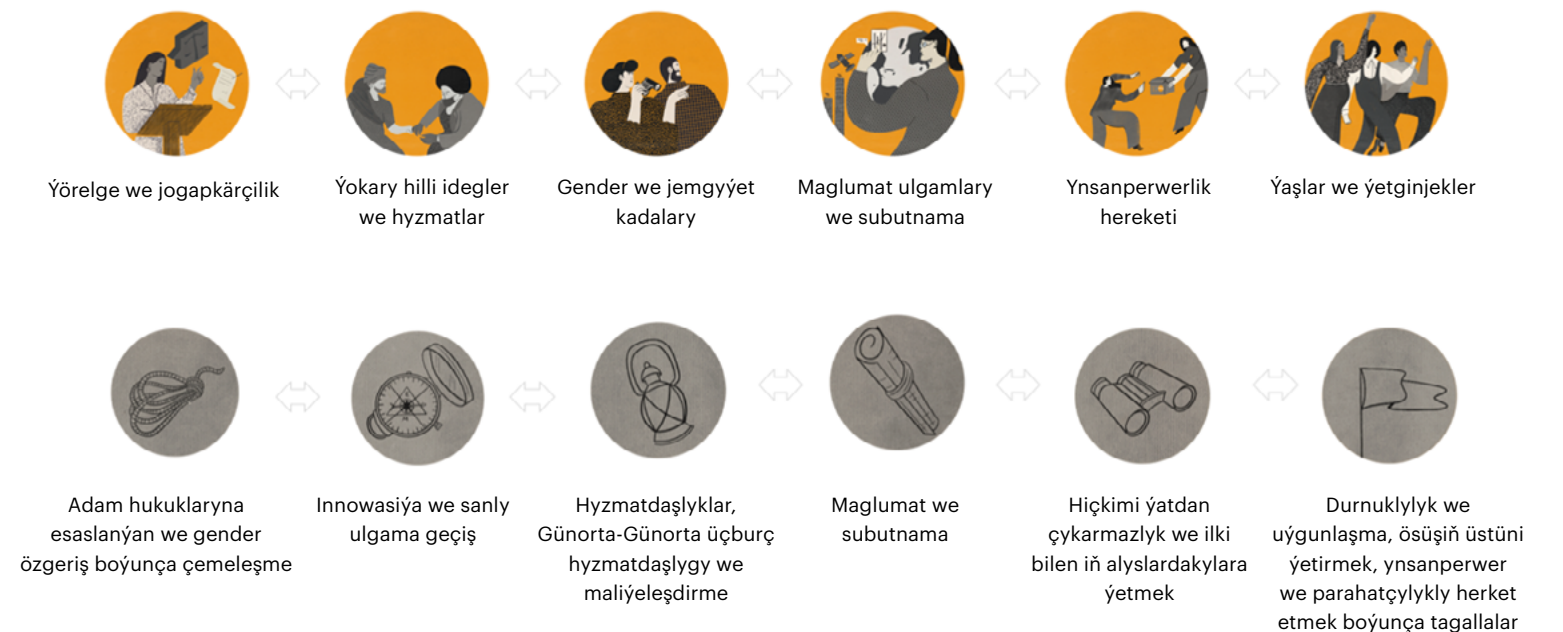 Ýörelge we jogapkärçilik
Ýokary hilli idegler
we hyzmatlar
Gender we jemgyýet
kadalary
Maglumat ulgamlary
we subutnama
Ynsanperwerlik
hereketi
Ýaşlar we ýetginjekler
Adam hukuklaryna
esaslanýan we gender
özgeriş boýunça çemeleşme
Innowasiýa we sanly
ulgama geçiş
Hyzmatdaşlyklar,
Günorta-Günorta üçburç
hyzmatdaşlygy we
maliýeleşdirme
Maglumat we
subutnama
Hiçkimi ýatdan
çykarmazlyk we ilki
bilen iň alyslardakylara
ýetmek
Durnuklylyk we
uýgunlaşma, ösüşiň üstüni
ýetirmek, ynsanperwer
we parahatçylykly herket
etmek boýunça tagallalar